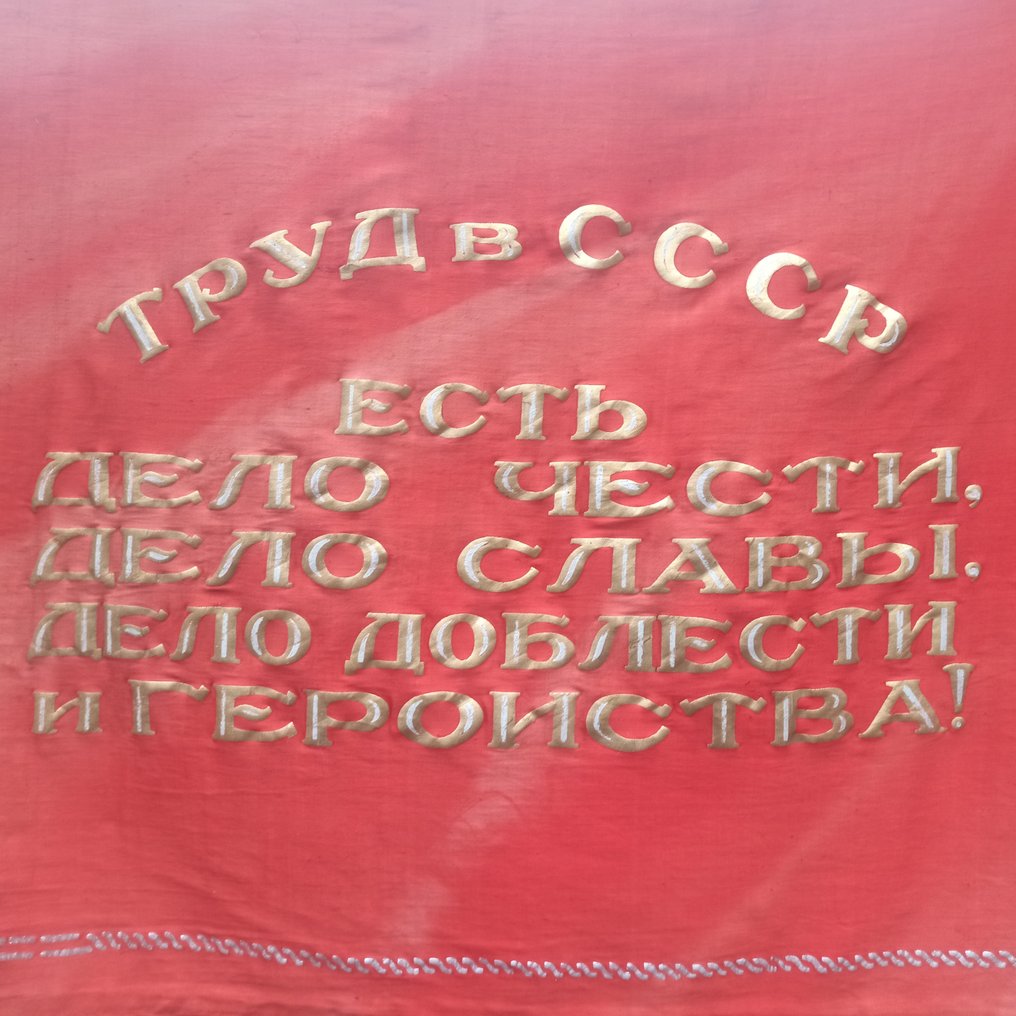 ТРУД в СССР
ЕСТЬ
ДЕЛО ЧЕСТИ,
ДЕЛО СЛАВЫ,
ДЕЛО ДОБЛЕСТИ
и ГЕРОИСТВА!